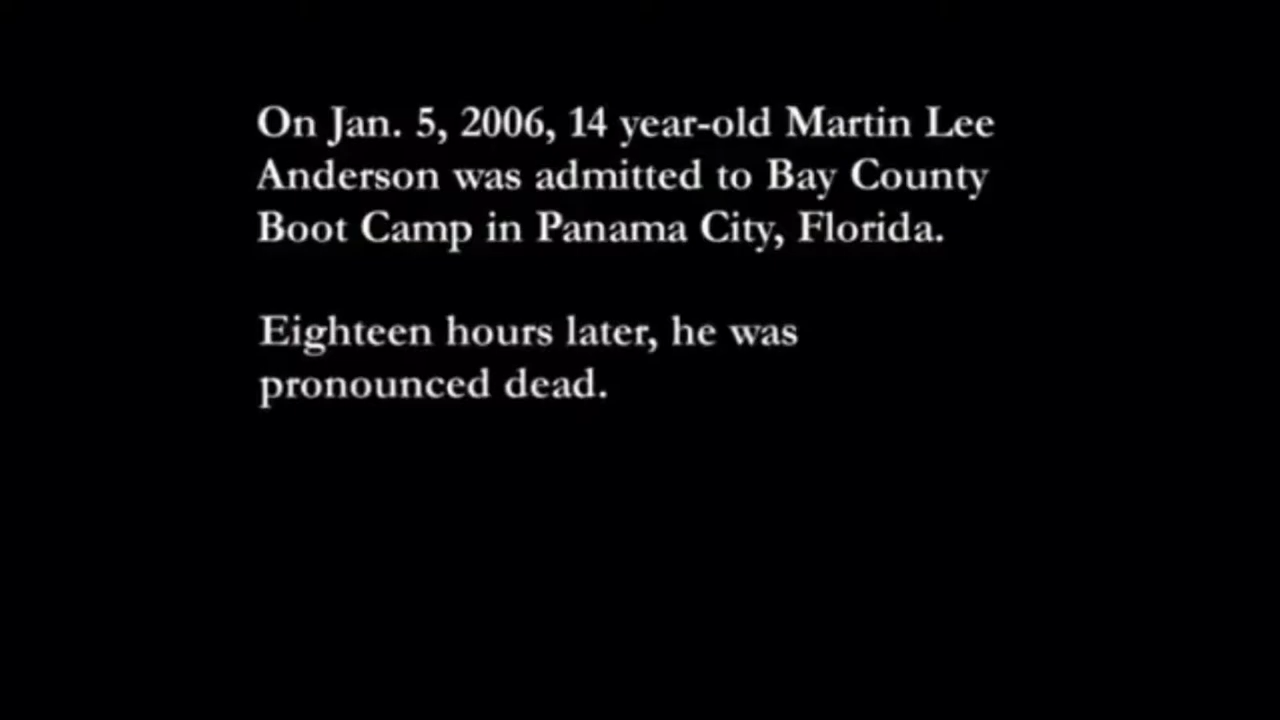 On Jan. 5, 2006, 14 year-old Martin Lee
Anderson was admitted to Bay County
Boot Camp in Panama City, Florida.
Eighteen hours later, he was
pronounced dead.